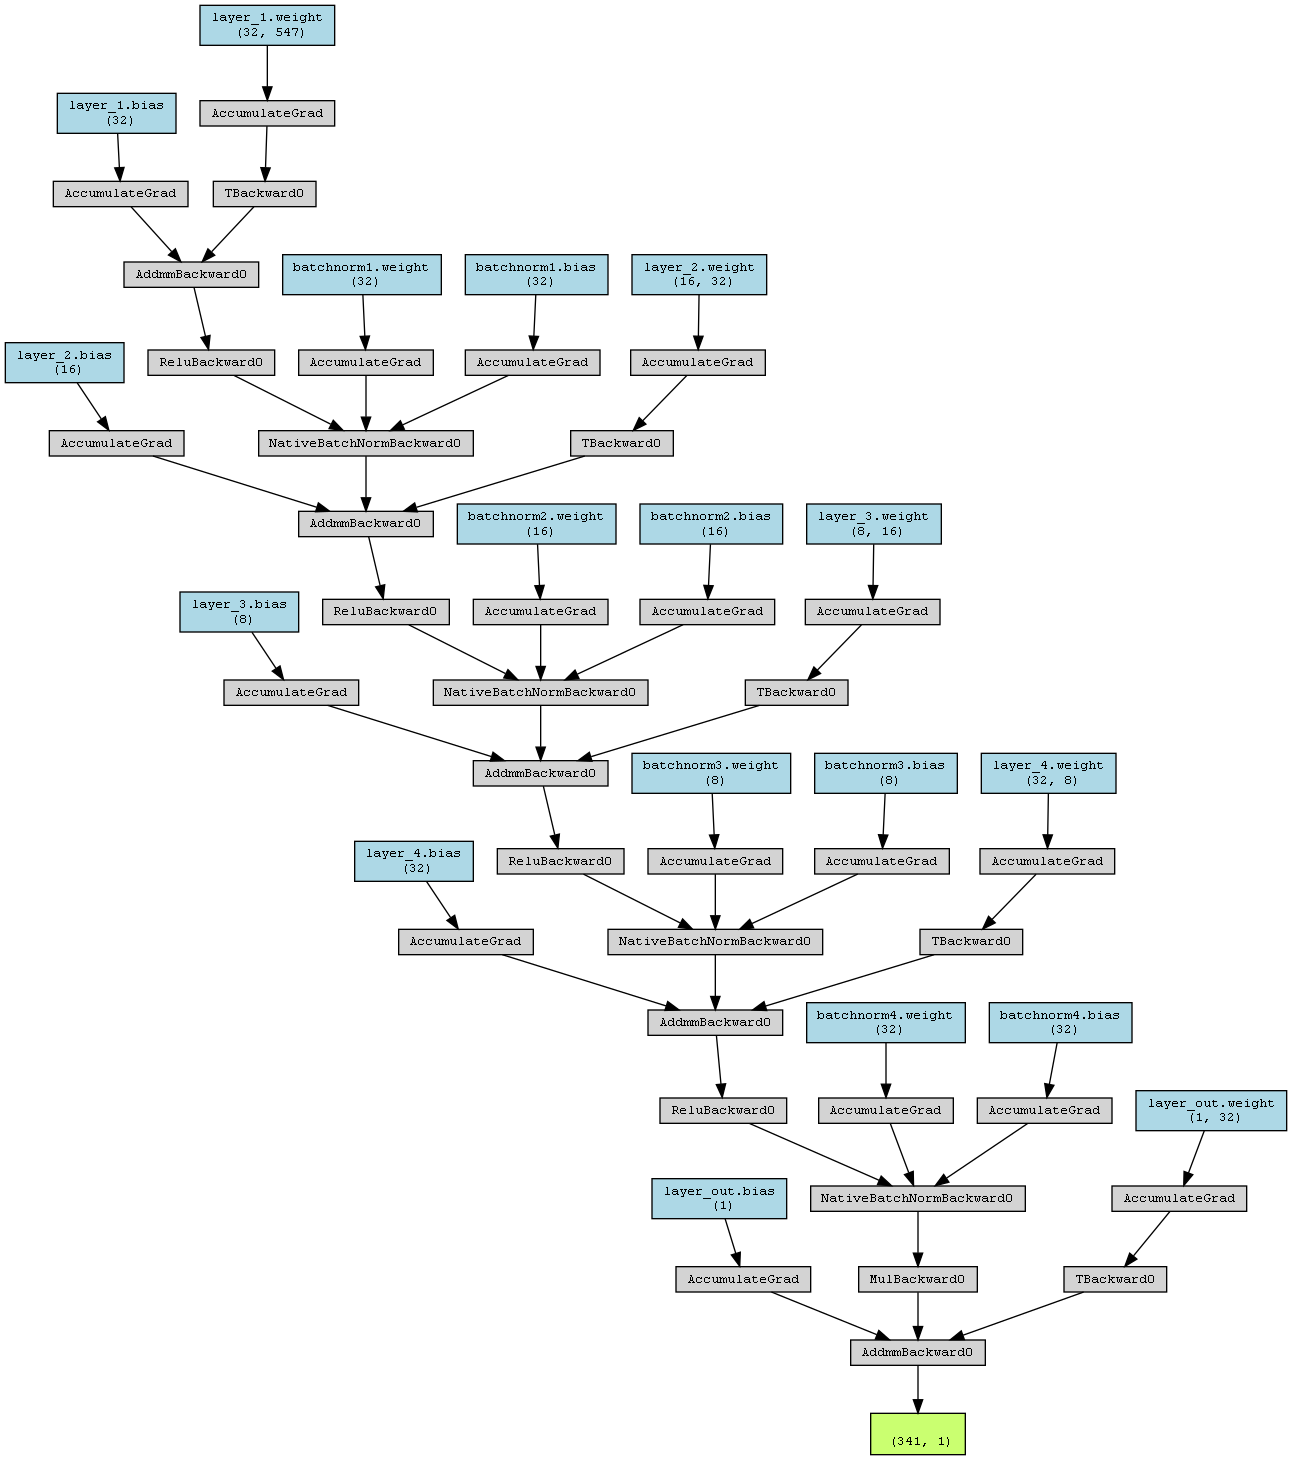 layer_1.weight
(32, 547)
layer_1.bias
(32)
AccumulateGrad
AccumulateGrad
TBackward0
AddmmBackward0
batchnorm1.weight
(32)
batchnorm1.bias
(32)
layer_2.weight
(16, 32)
layer_2.bias
(16)
ReluBackward0
AccumulateGrad
AccumulateGrad
AccumulateGrad
AccumulateGrad
NativeBatchNormBackward0
TBackward0
AddmmBackward0
batchnorm2.weight
(16)
batchnorm2.bias
(16)
layer_3.weight
(8, 16)
layer_3.bias
(8)
ReluBackward0
AccumulateGrad
AccumulateGrad
AccumulateGrad
AccumulateGrad
NativeBatchNormBackward0
TBackward0
AddmmBackward0
batchnorm3.weight
(8)
batchnorm3.bias
(8)
layer_4.weight
(32, 8)
layer_4.bias
(32)
ReluBackward0
AccumulateGrad
AccumulateGrad
AccumulateGrad
AccumulateGrad
NativeBatchNormBackward0
TBackward0
AddmmBackward0
batchnorm4.weight
(32)
batchnorm4.bias
(32)
ReluBackward0
AccumulateGrad
AccumulateGrad
layer_out.weight
(1, 32)
layer_out.bias
(1)
NativeBatchNormBackward0
AccumulateGrad
AccumulateGrad
MulBackward0
TBackward0
AddmmBackward0
(341, 1)